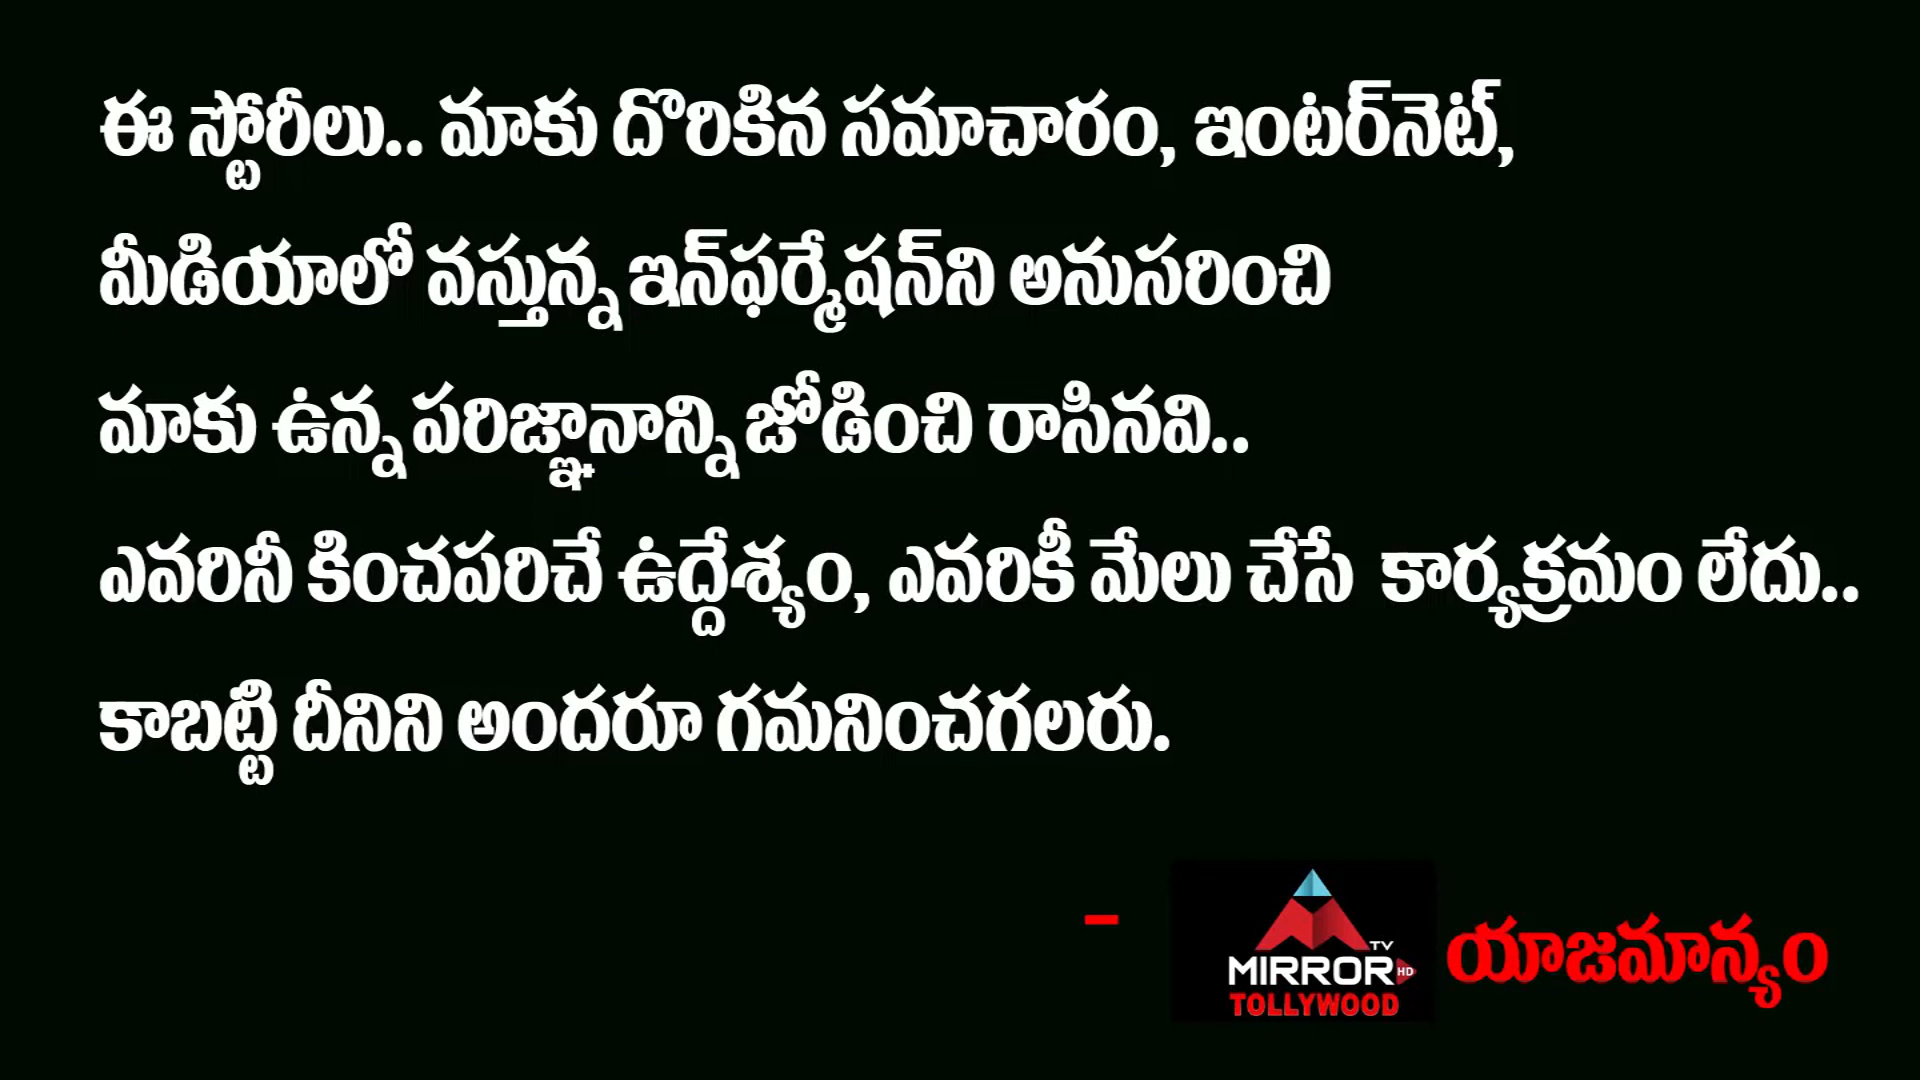 ఈ స్టోరీలు.. మాకు దొరికిన సమాచారం, ఇంటర్‌నెట్,
మీడియాలో వస్తున్న ఇన్‌ఫర్మేషన్‌ని అనుసరించి
మాకు ఉన్న పరిజ్ఞానాన్ని జోడించి రాసినవి..
ఎవరినీ కించపరిచే ఉద్దేశ్యం, ఎవరికీ మేలు చేసే కార్యక్రమం లేదు..
కాబట్టి దీనిని అందరూ గమనించగలరు.
- TV MIRROR HD TOLLYWOOD యాజమాన్యం